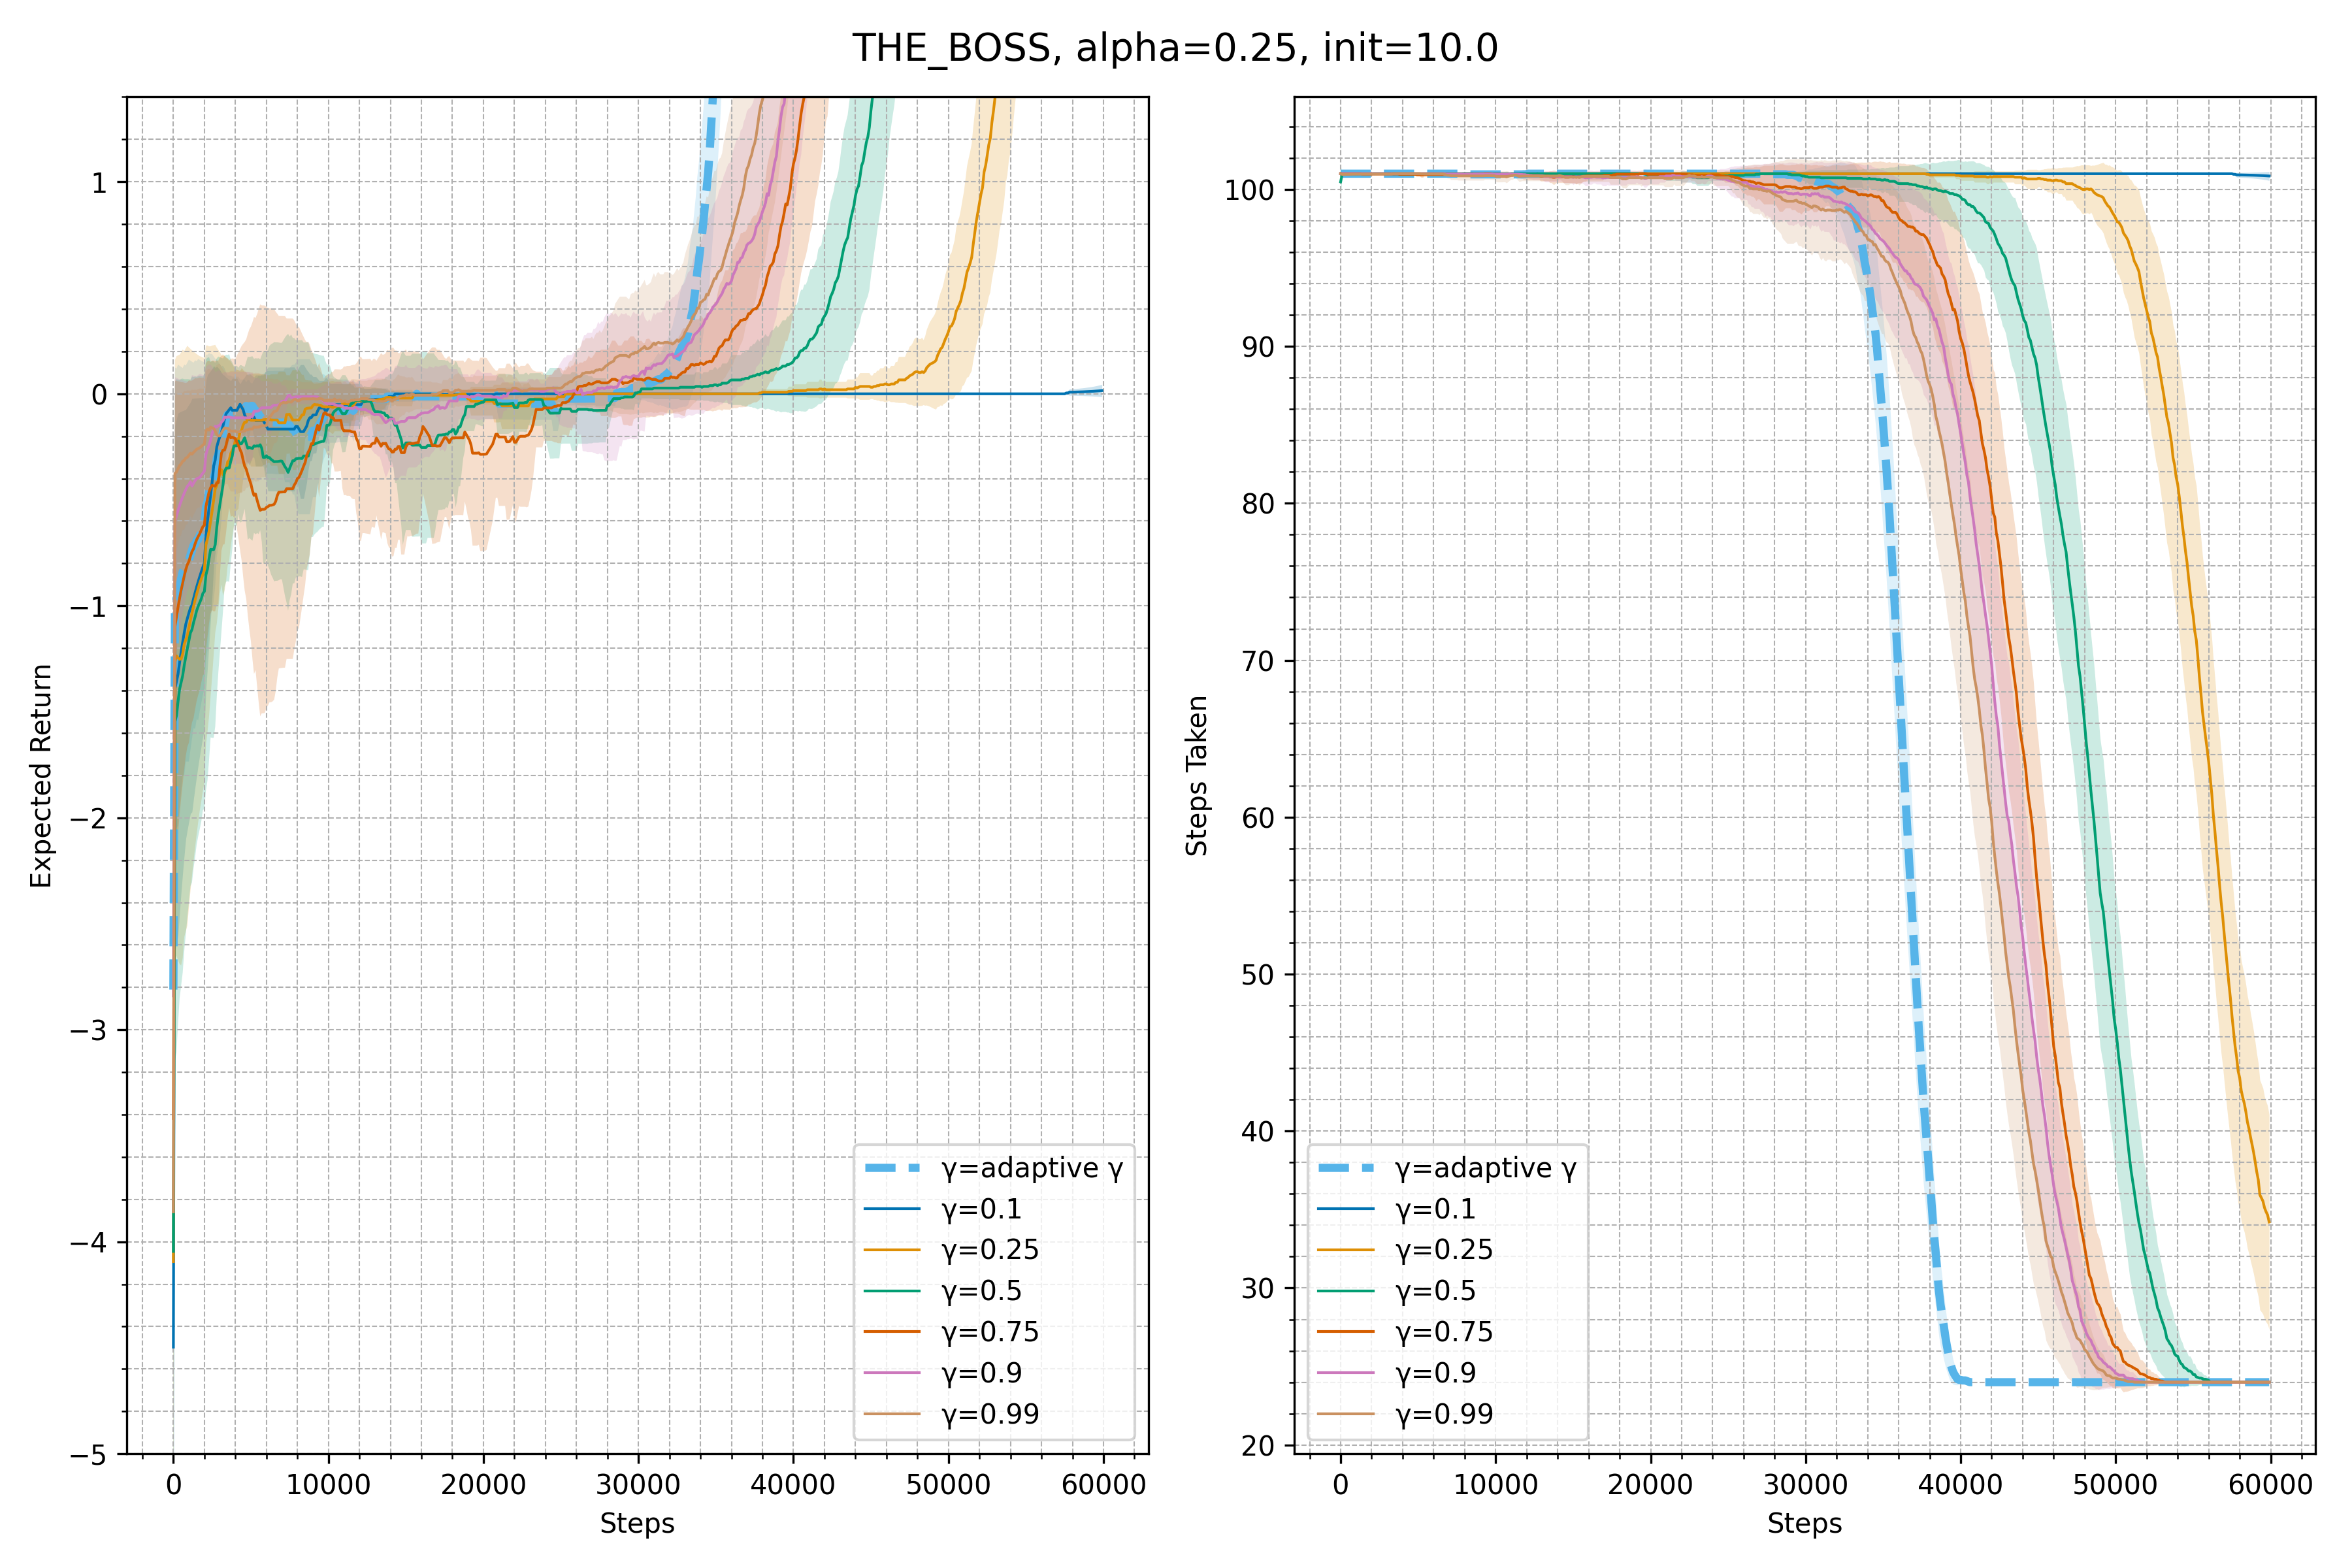 THE_BOSS, alpha=0.25, init=10.0
Expected Return
1
0
−1
−2
−3
−4
−5
0 10000 20000 30000 40000 50000 60000
Steps
γ=adaptive γ
γ=0.1
γ=0.25
γ=0.5
γ=0.75
γ=0.9
γ=0.99
Steps Taken
100
90
80
70
60
50
40
30
20
0 10000 20000 30000 40000 50000 60000
Steps
γ=adaptive γ
γ=0.1
γ=0.25
γ=0.5
γ=0.75
γ=0.9
γ=0.99